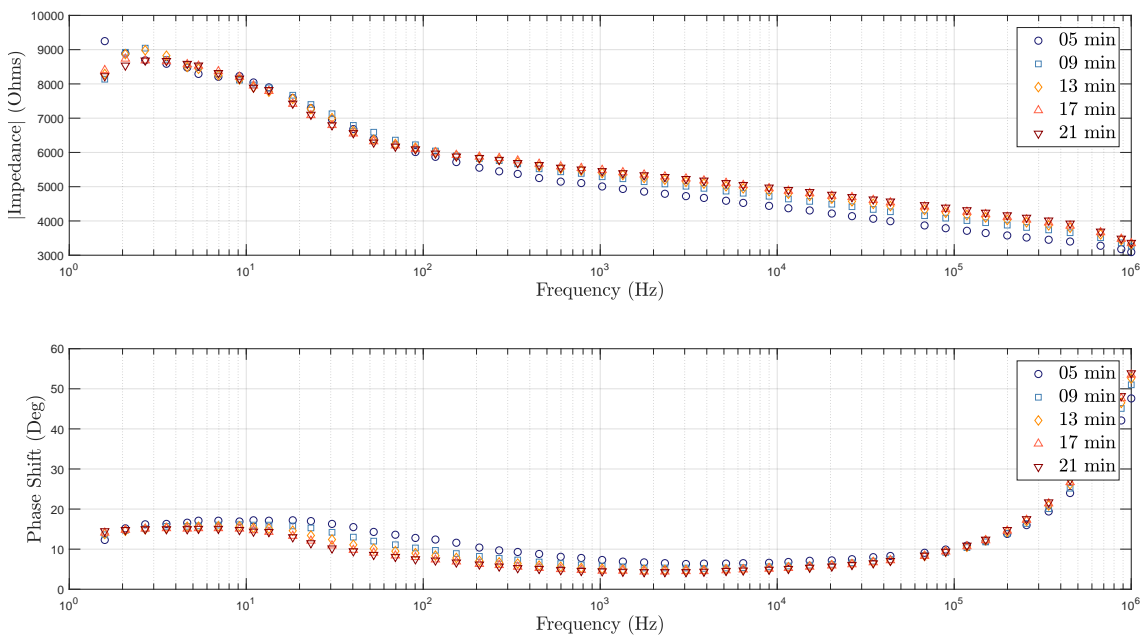 10000
9000
8000
7000
6000
5000
4000
3000
|Impedance| (Ohms)
05 min
09 min
13 min
17 min
21 min
10^0 10^1 10^2 10^3 10^4 10^5 10^6
Frequency (Hz)
60
50
40
30
20
10
0
Phase Shift (Deg)
05 min
09 min
13 min
17 min
21 min
10^0 10^1 10^2 10^3 10^4 10^5 10^6
Frequency (Hz)